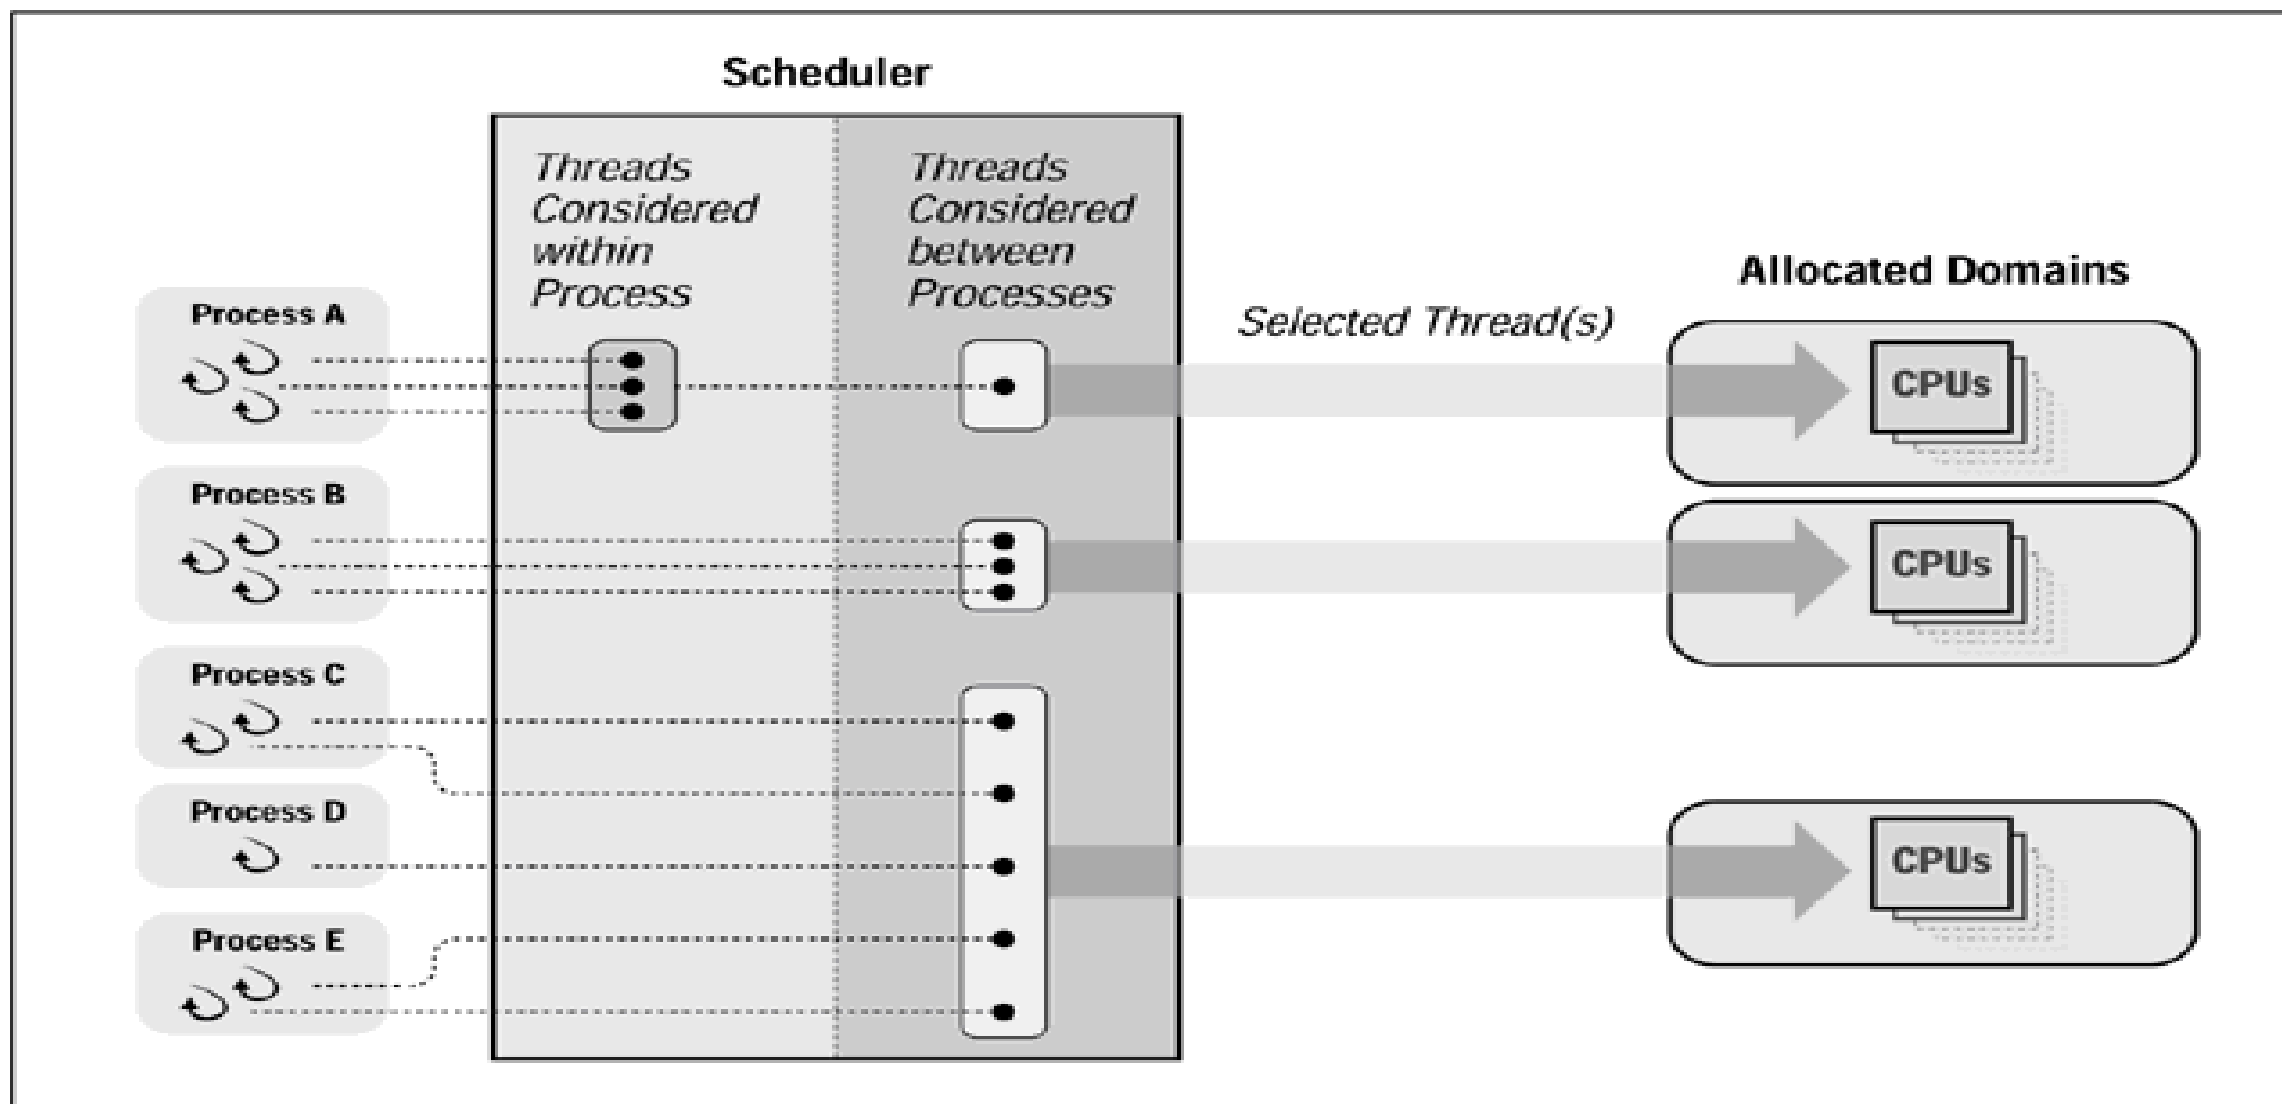 Scheduler
Threads
Considered
within
Process
Threads
Considered
between
Processes
Allocated Domains
Selected Thread(s)
Process A
CPUs
Process B
CPUs
Process C
Process D
CPUs
Process E